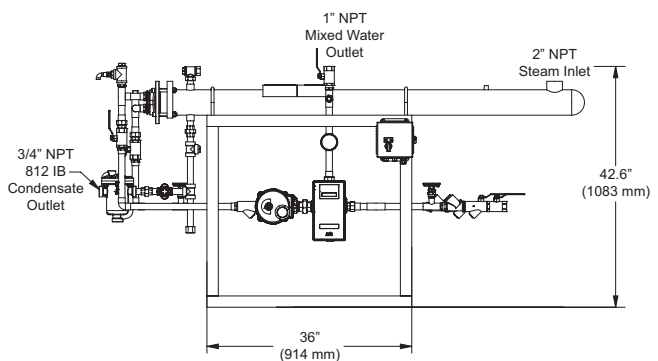 1" NPT
Mixed Water
Outlet
2" NPT
Steam Inlet
3/4" NPT
812 IB
Condensate
Outlet
42.6"
(1083 mm)
36"
(914 mm)